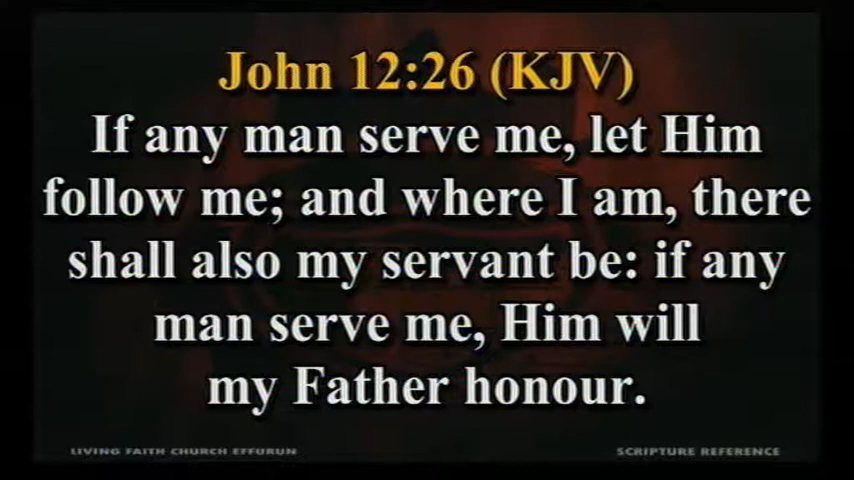 John 12:26 (KJV)
If any man serve me, let Him
follow me; and where I am, there
shall also my servant be: if any
man serve me, Him will
my Father honour.
LIVING FAITH CHURCH EFFURUN
SCRIPTURE REFERENCE